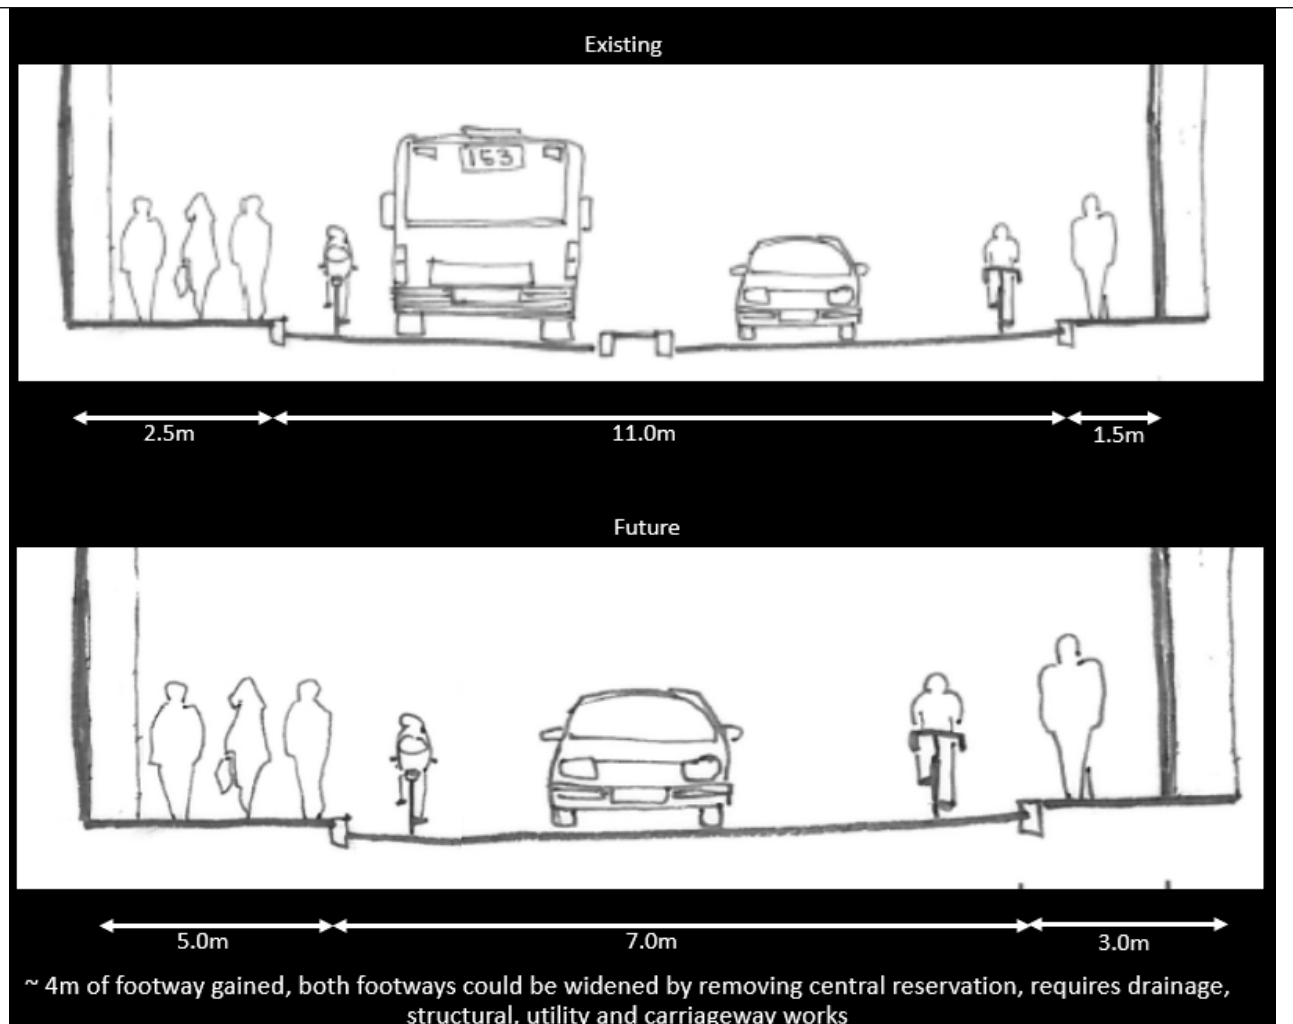 Existing
153
2.5m
11.0m
1.5m
Future
5.0m
7.0m
3.0m
~ 4m of footway gained, both footways could be widened by removing central reservation, requires drainage,
structural, utility and carriageway works